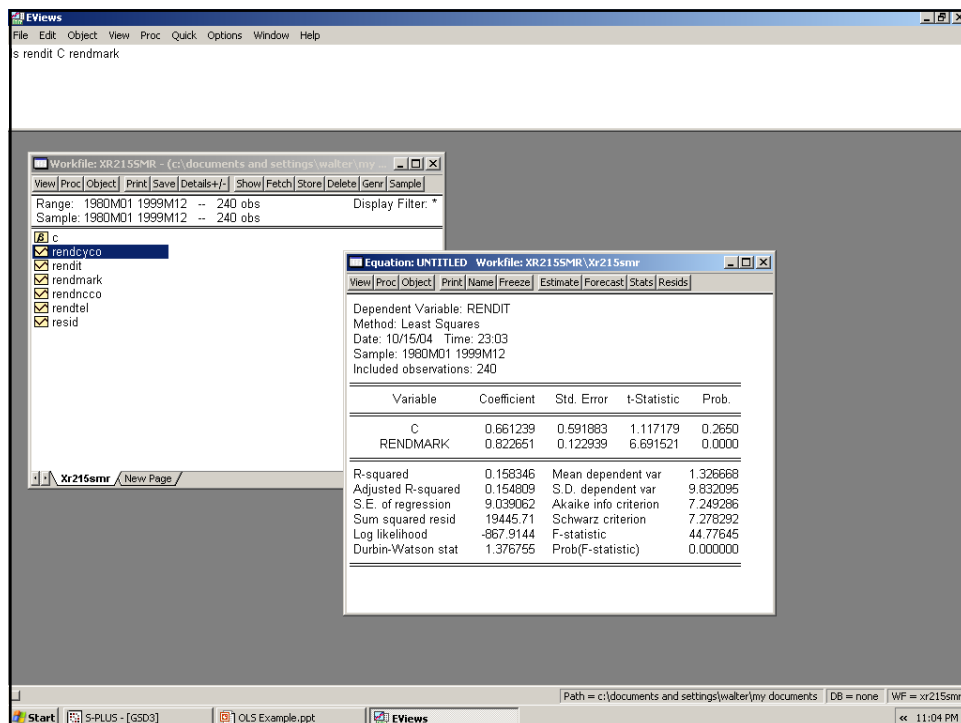 EViews
File Edit Object View Proc Quick Options Window Help
ls rendit C rendmark
Workfile: XR215SMR - (c:\documents and settings\walter\my ...
View Proc Object Print Save Details+/- Show Fetch Store Delete Genr Sample
Range: 1980M01 1999M12 -- 240 obs Display Filter: *
Sample: 1980M01 1999M12 -- 240 obs
β c
rendcyco
rendit
rendmark
rendncco
rendtel
resid
Xr215smr New Page
Equation: UNTITLED Workfile: XR215SMR\Xr215smr
View Proc Object Print Name Freeze Estimate Forecast Stats Resids
Dependent Variable: RENDIT
Method: Least Squares
Date: 10/15/04 Time: 23:03
Sample: 1980M01 1999M12
Included observations: 240
Variable Coefficient Std. Error t-Statistic Prob.
C 0.661239 0.591883 1.117179 0.2650
RENDMARK 0.822651 0.122939 6.691521 0.0000
R-squared 0.158346 Mean dependent var 1.326668
Adjusted R-squared 0.154809 S.D. dependent var 9.832095
S.E. of regression 9.039062 Akaike info criterion 7.249286
Sum squared resid 19445.71 Schwarz criterion 7.278292
Log likelihood -867.9144 F-statistic 44.77645
Durbin-Watson stat 1.376755 Prob(F-statistic) 0.000000
Path = c:\documents and settings\walter\my documents DB = none WF = xr215smr
Start S-PLUS - [GSD3] OLS Example.ppt EViews « 11:04 PM